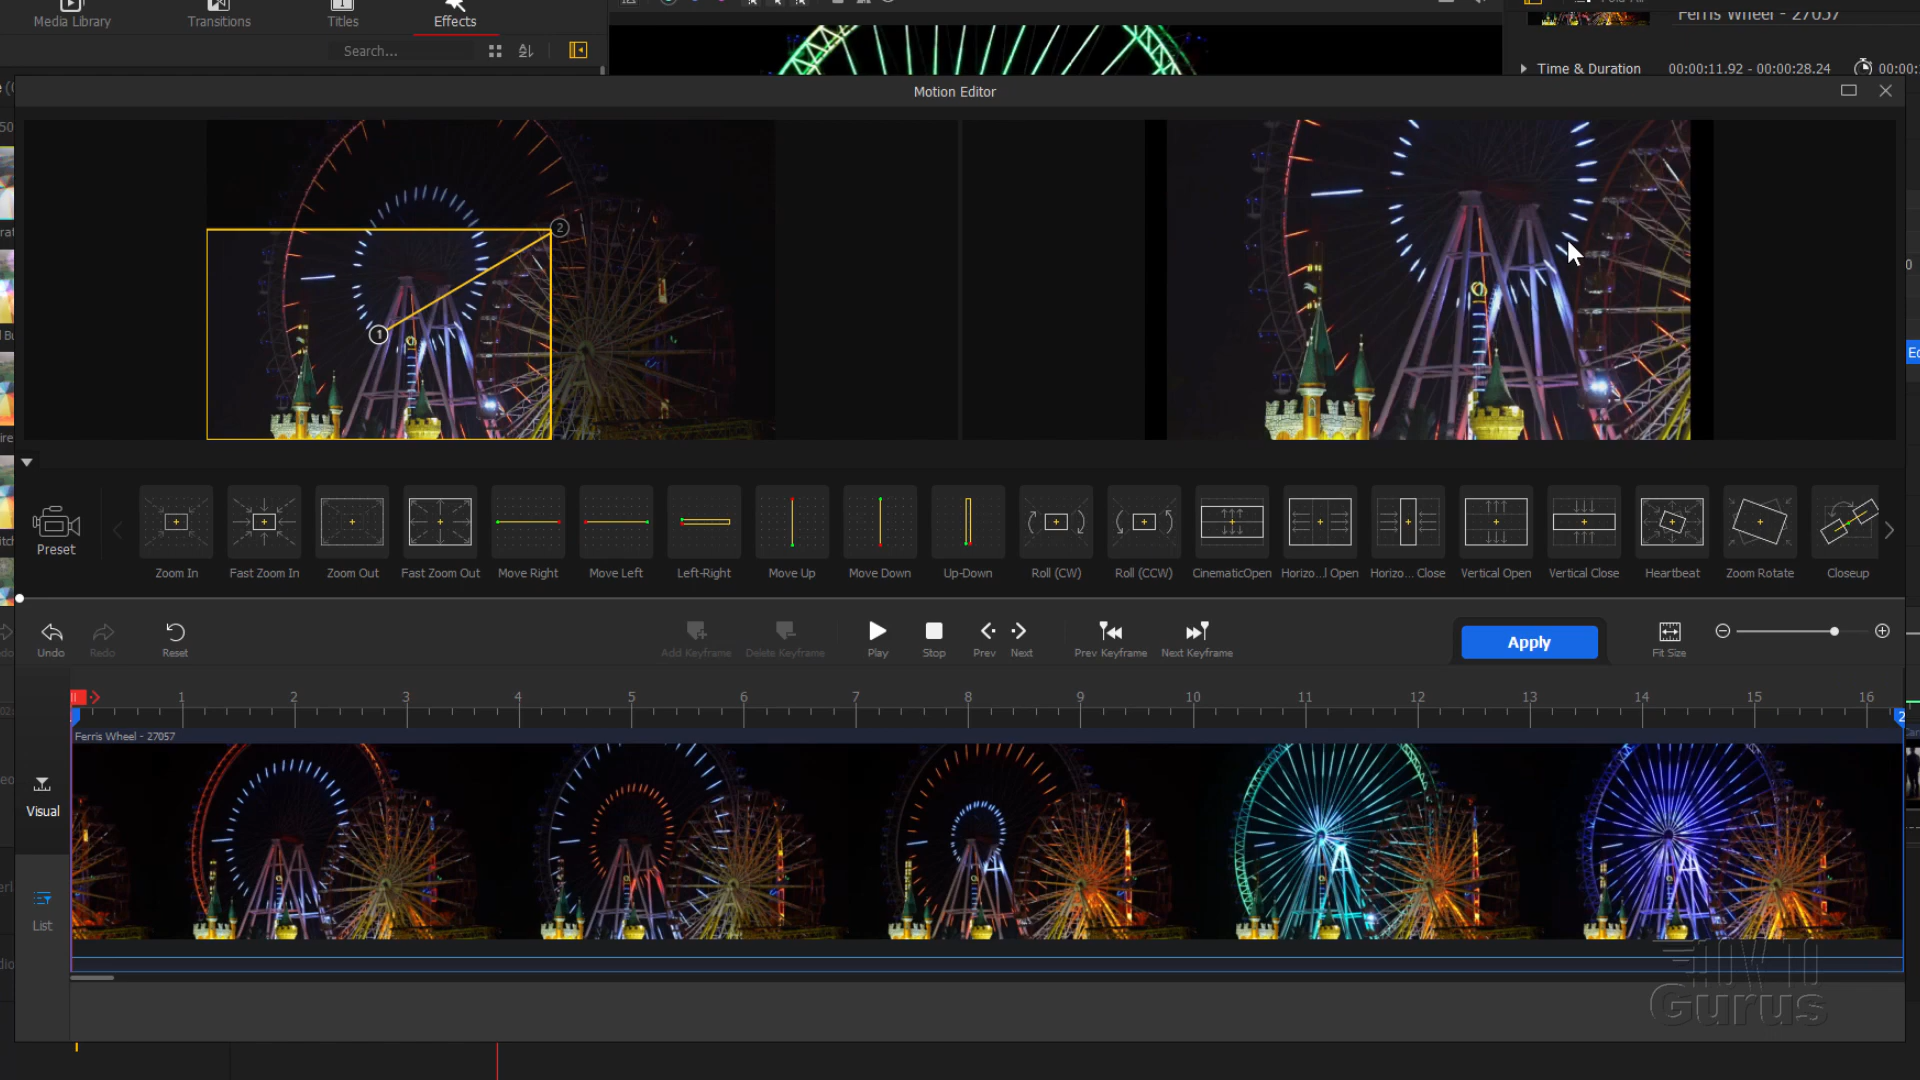 Media Library
Transitions
Titles
Effects
Search...
Ferris Wheel - 27057
Time & Duration
00:00:11.92 - 00:00:28.24
Motion Editor
1
2
Preset
Zoom In
Fast Zoom In
Zoom Out
Fast Zoom Out
Move Right
Move Left
Left-Right
Move Up
Move Down
Up-Down
Roll (CW)
Roll (CCW)
CinematicOpen
Horizo...l Open
Horizo... Close
Vertical Open
Vertical Close
Heartbeat
Zoom Rotate
Closeup
Undo
Redo
Reset
Add Keyframe
Delete Keyframe
Play
Stop
Prev
Next
Prev Keyframe
Next Keyframe
Apply
Fit Size
1 2 3 4 5 6 7 8 9 10 11 12 13 14 15 16
2
Ferris Wheel - 27057
Visual
List
HOWTO
Gurus